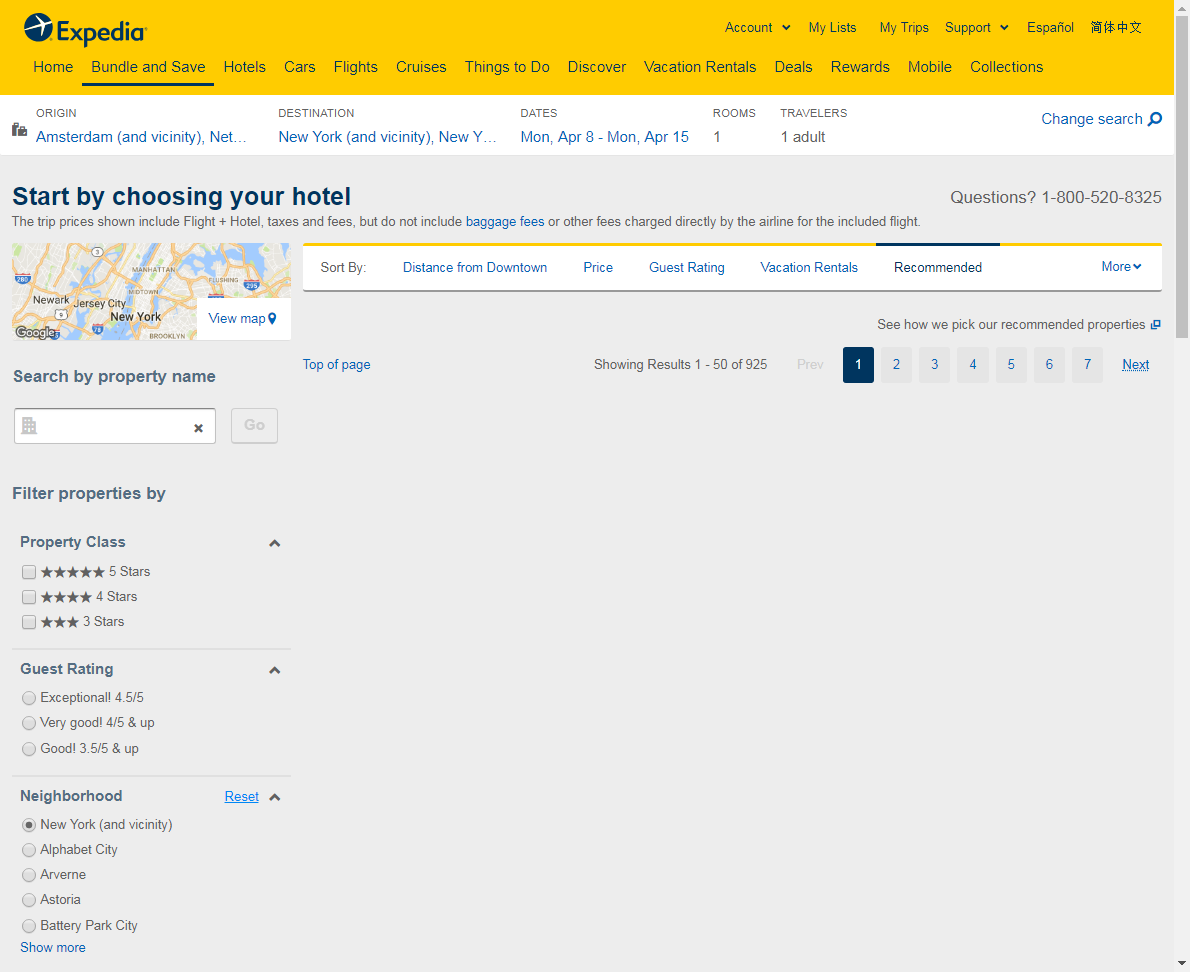 Expedia
Account My Lists My Trips Support Español 简体中文
Home Bundle and Save Hotels Cars Flights Cruises Things to Do Discover Vacation Rentals Deals Rewards Mobile Collections
ORIGIN DESTINATION DATES ROOMS TRAVELERS
Amsterdam (and vicinity), Net... New York (and vicinity), New Y... Mon, Apr 8 - Mon, Apr 15 1 1 adult
Change search
Start by choosing your hotel
Questions? 1-800-520-8325
The trip prices shown include Flight + Hotel, taxes and fees, but do not include baggage fees or other fees charged directly by the airline for the included flight.
3
MANHATTAN
280
FLUSHING
295
MIDTOWN
Newark
Jersey City
9
New York
View map
Google
78
BROOKLYN
Sort By: Distance from Downtown Price Guest Rating Vacation Rentals Recommended More
See how we pick our recommended properties
Top of page Showing Results 1 - 50 of 925 Prev 1 2 3 4 5 6 7 Next
Search by property name
Go
Filter properties by
Property Class
★★★★★ 5 Stars
★★★★ 4 Stars
★★★ 3 Stars
Guest Rating
Exceptional! 4.5/5
Very good! 4/5 & up
Good! 3.5/5 & up
Neighborhood Reset
New York (and vicinity)
Alphabet City
Arverne
Astoria
Battery Park City
Show more